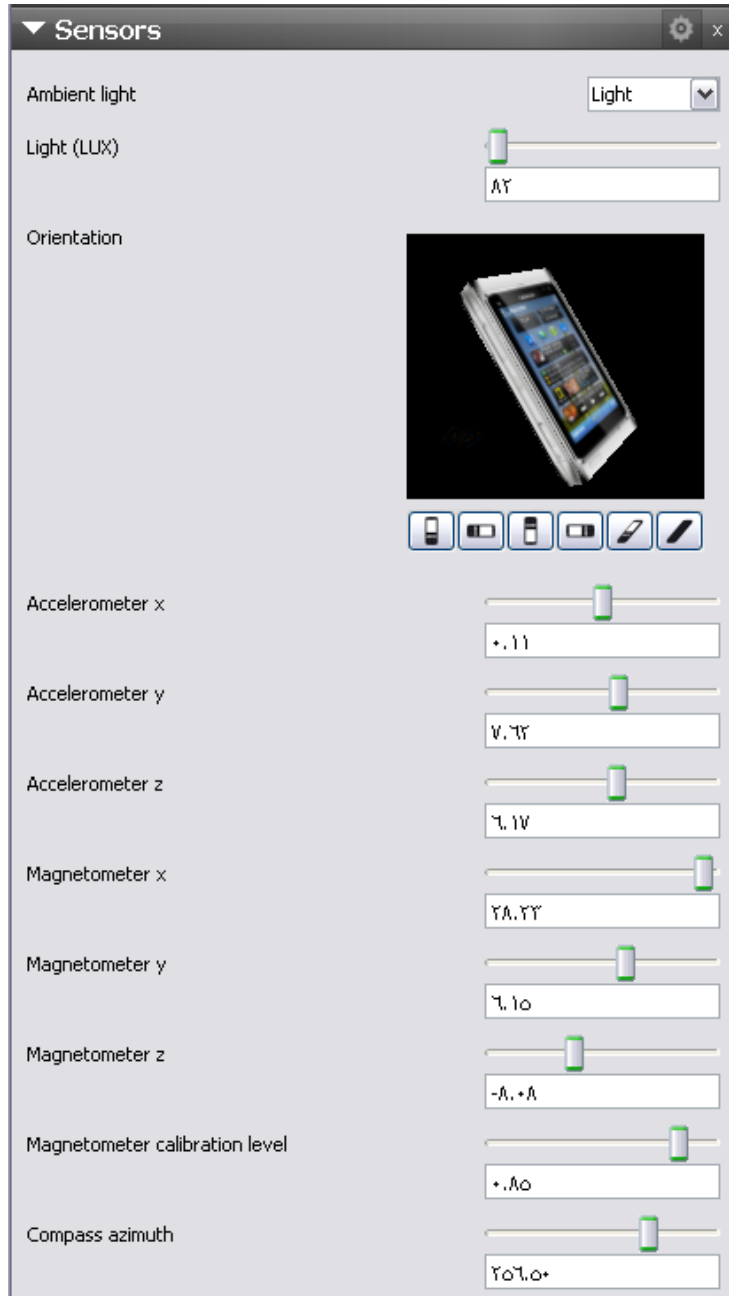 Sensors x
Ambient light Light
Light (LUX)
٨٢
Orientation
Accelerometer x
٠.١١
Accelerometer y
٧.٦٢
Accelerometer z
٦.١٧
Magnetometer x
٢٨.٢٣
Magnetometer y
٦.١٥
Magnetometer z
-٨.٠٨
Magnetometer calibration level
٠.٨٥
Compass azimuth
٢٥٦.٥٠